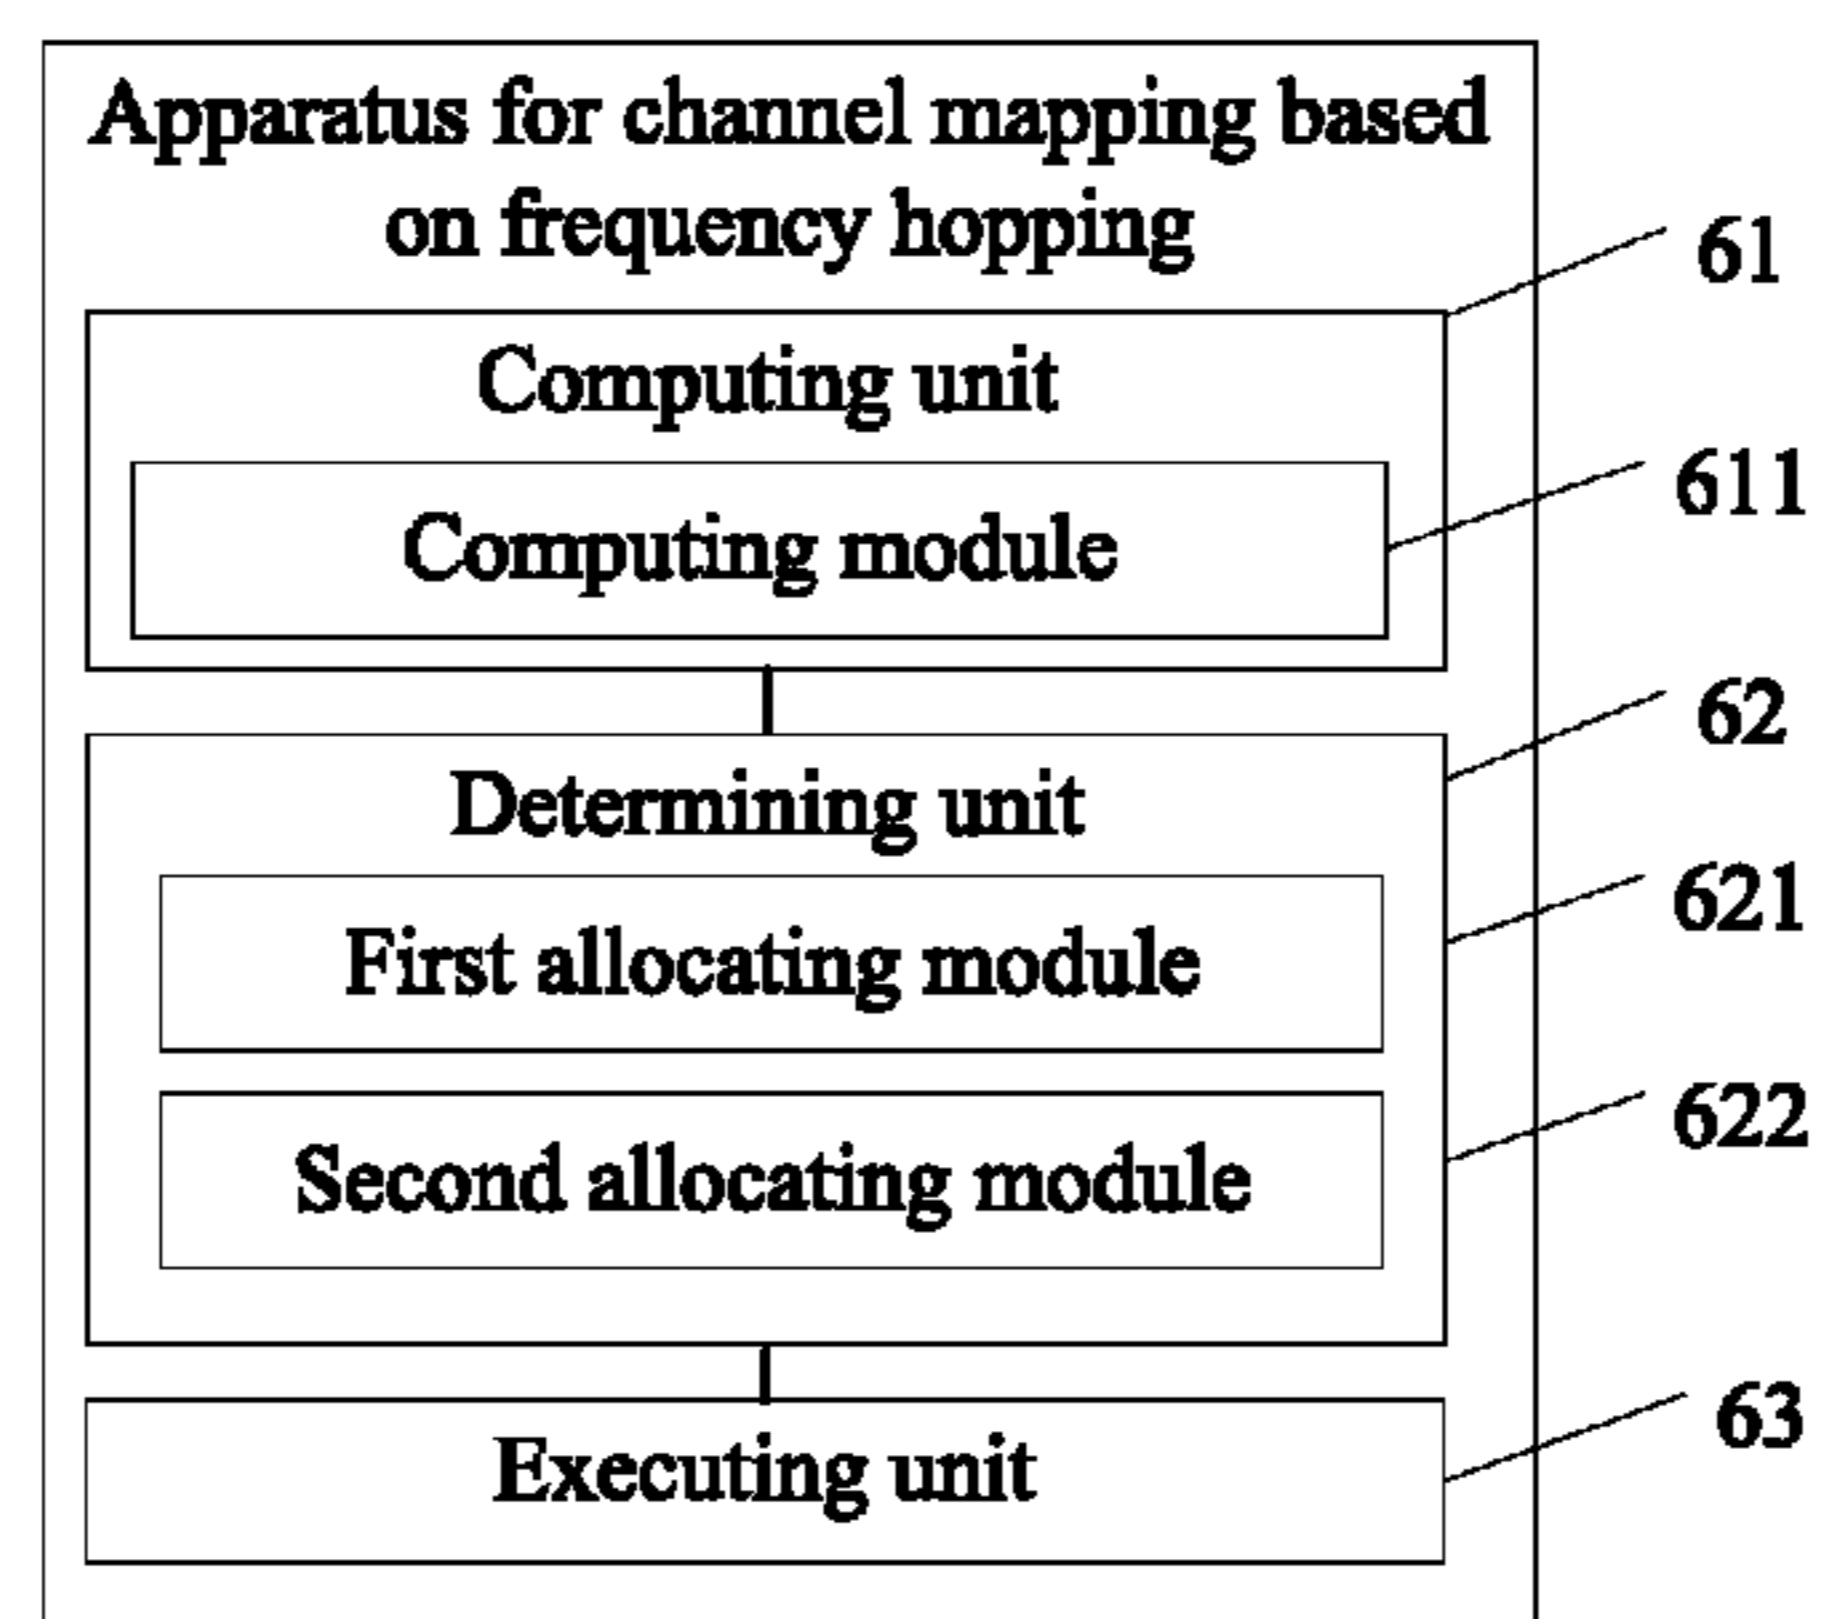 Apparatus for channel mapping based
on frequency hopping
61
Computing unit
611
Computing module
62
Determining unit
621
First allocating module
622
Second allocating module
63
Executing unit